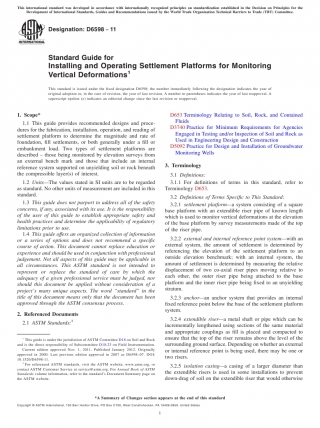 This international standard was developed in accordance with internationally recognized principles on standardization established in the Decision on Principles for the
Development of International Standards, Guides and Recommendations issued by the World Trade Organization Technical Barriers to Trade (TBT) Committee.
Designation: D6598 − 11
INTERNATIONAL
Standard Guide for
Installing and Operating Settlement Platforms for Monitoring
Vertical Deformations1
This standard is issued under the fixed designation D6598; the number immediately following the designation indicates the year of
original adoption or, in the case of revision, the year of last revision. A number in parentheses indicates the year of last reapproval. A
superscript epsilon (ε) indicates an editorial change since the last revision or reapproval.
1. Scope*
1.1 This guide provides recommended designs and proce-
dures for the fabrication, installation, operation, and reading of
settlement platforms to determine the magnitude and rate of
foundation, fill settlements, or both generally under a fill or
embankment load. Two types of settlement platforms are
described – those being monitored by elevation surveys from
an external bench mark and those that include an internal
reference system supported on unyielding soil or rock beneath
the compressible layer(s) of interest.
1.2 Units—The values stated in SI units are to be regarded
as standard. No other units of measurement are included in this
standard.
1.3 This guide does not purport to address all of the safety
concerns, if any, associated with its use. It is the responsibility
of the user of this guide to establish appropriate safety and
health practices and determine the applicability of regulatory
limitations prior to use.
1.4 This guide offers an organized collection of information
or a series of options and does not recommend a specific
course of action. This document cannot replace education or
experience and should be used in conjunction with professional
judgement. Not all aspects of this guide may be applicable in
all circumstances. This ASTM standard is not intended to
represent or replace the standard of care by which the
adequacy of a given professional service must be judged, nor
should this document be applied without consideration of a
project's many unique aspects. The word "standard" in the
title of this document means only that the document has been
approved through the ASTM consensus process.
2. Referenced Documents
2.1 ASTM Standards:2
1 This guide is under the jurisdiction of ASTM Committee D18 on Soil and Rock
and is the direct responsibility of Subcommittee D18.23 on Field Instrumentation.
Current edition approved Nov. 1, 2011. Published January 2012. Originally
approved in 2000. Last previous edition approved in 2007 as D6598–07. DOI:
10.1520/D6598-11.
2 For referenced ASTM standards, visit the ASTM website, www.astm.org, or
contact ASTM Customer Service at service@astm.org. For Annual Book of ASTM
Standards volume information, refer to the standard's Document Summary page on
the ASTM website.
D653 Terminology Relating to Soil, Rock, and Contained
Fluids
D3740 Practice for Minimum Requirements for Agencies
Engaged in Testing and/or Inspection of Soil and Rock as
Used in Engineering Design and Construction
D5092 Practice for Design and Installation of Groundwater
Monitoring Wells
3. Terminology
3.1 Definitions:
3.1.1 For definitions of terms in this standard, refer to
Terminology D653.
3.2 Definitions of Terms Specific to This Standard:
3.2.1 settlement platform—a system consisting of a square
base platform with an extendible riser pipe of known length
which is used to monitor vertical deformations at the elevation
of the base platform by survey measurements made of the top
of the riser pipe.
3.2.2 external and internal reference point system—with an
external system, the amount of settlement is determined by
referencing the elevation of the settlement platform to an
outside elevation benchmark; with an internal system, the
amount of settlement is determined by measuring the relative
displacement of two co-axial riser pipes moving relative to
each other, the outer riser pipe being attached to the base
platform and the inner riser pipe being fixed to an unyielding
stratum.
3.2.3 anchor—an anchor system that provides an internal
fixed reference point below the base of the settlement platform
system.
3.2.4 extendible riser—a metal shaft or pipe which can be
incrementally lengthened using sections of the same material
and appropriate couplings as fill is placed and compacted to
ensure that the top of the riser remains above the level of the
surrounding ground surface. Depending on whether an external
or internal reference point is being used, there may be one or
two risers.
3.2.5 isolation casing—a casing of a larger diameter than
the extendible risers is used in some installations to prevent
down-drag of soil on the extendible riser that would otherwise
*A Summary of Changes section appears at the end of this standard
1